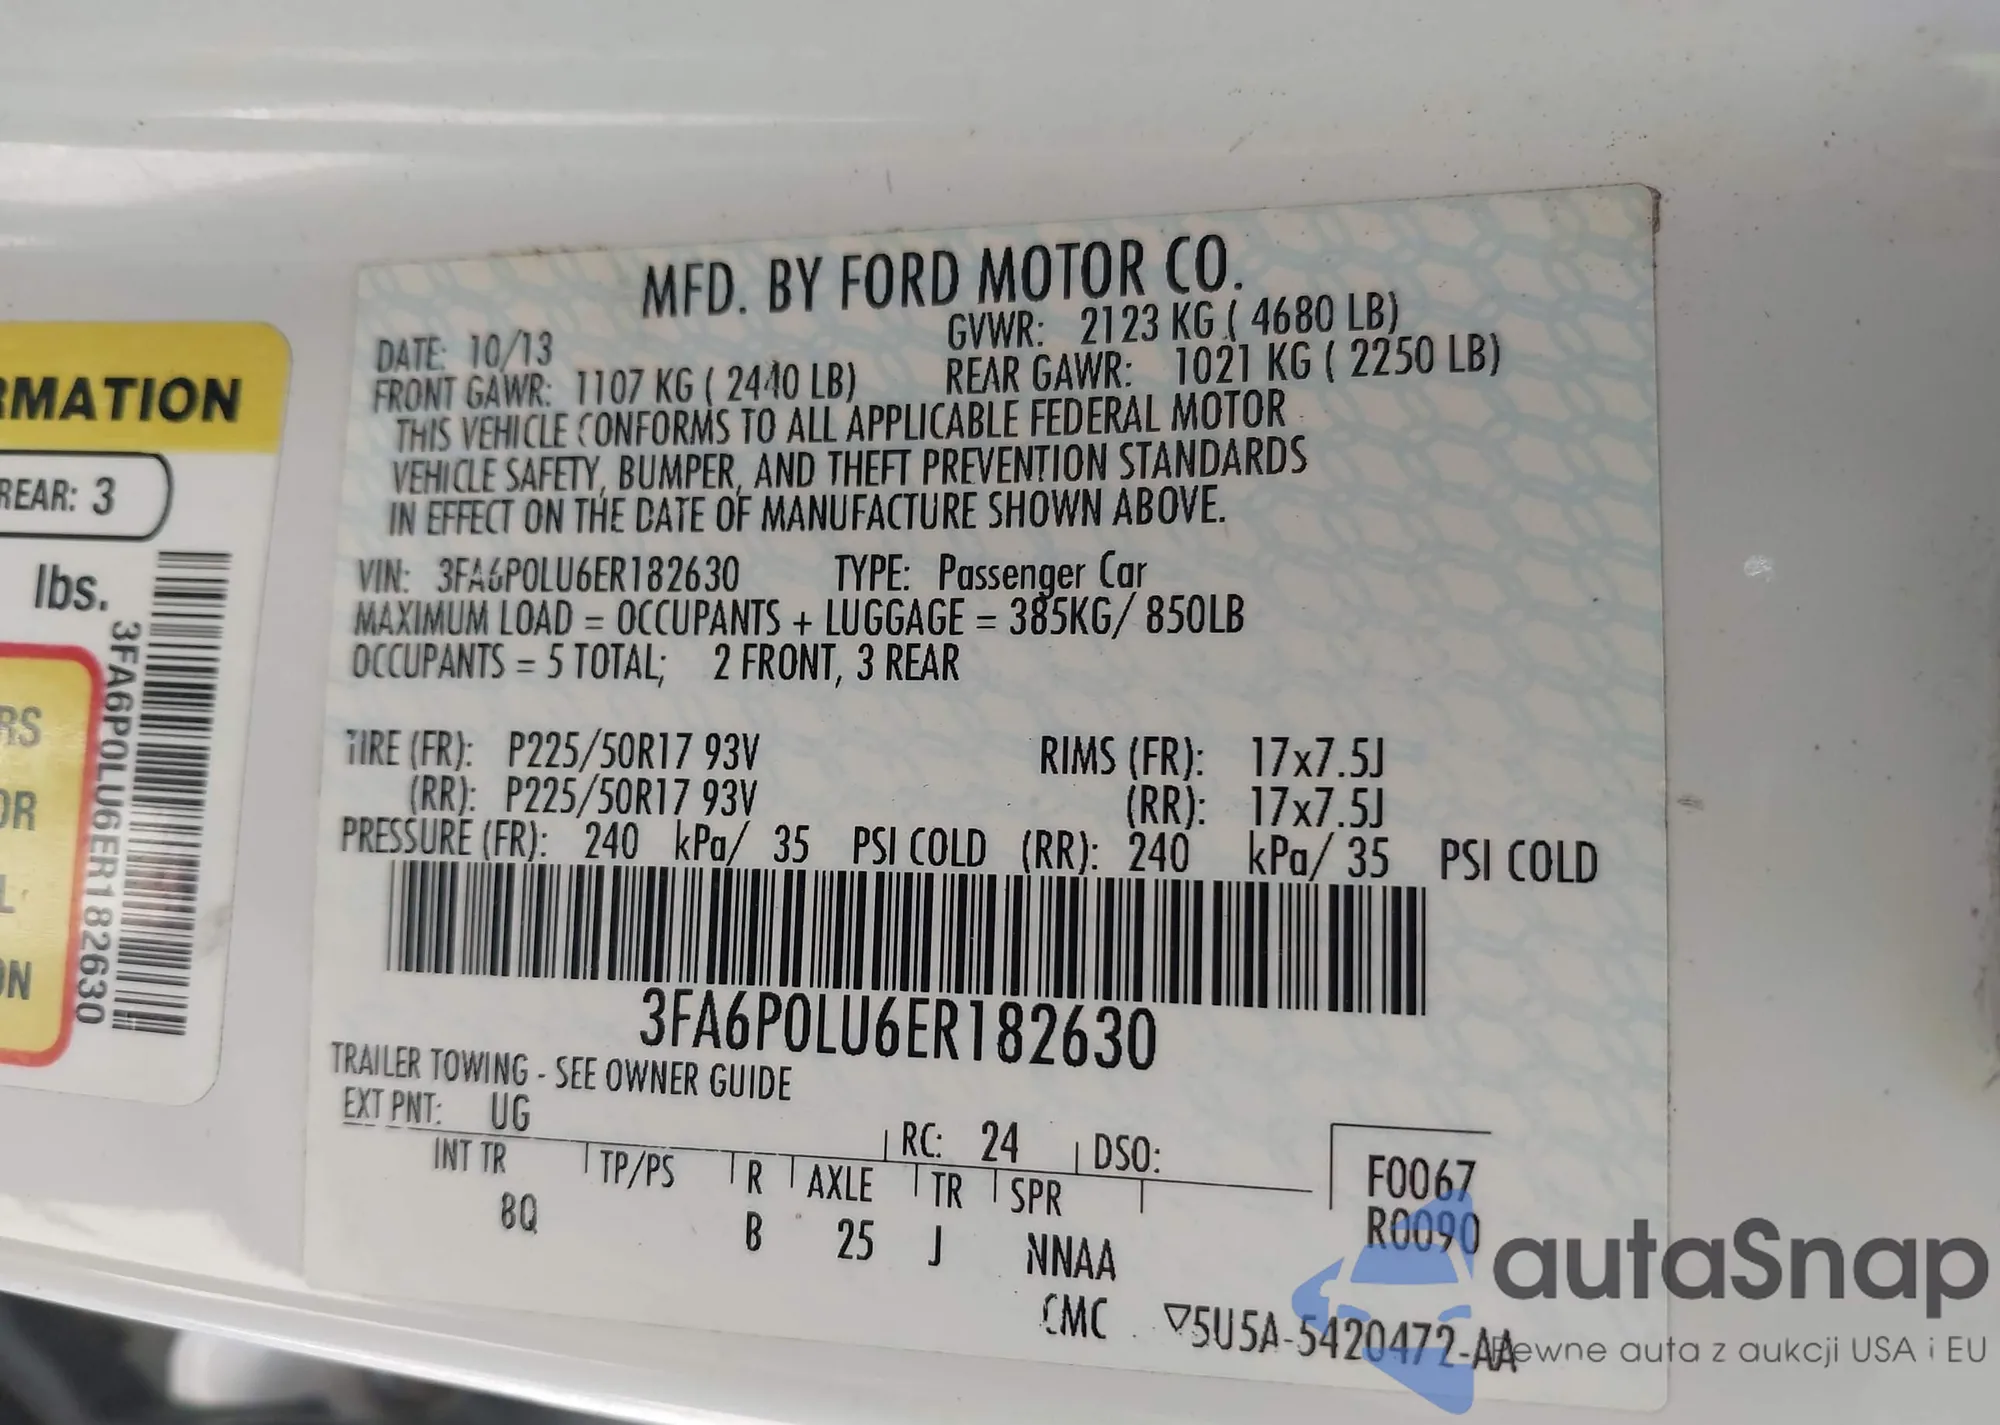 RMATION
REAR: 3
lbs.
3FA6P0LU6ER182630
RS
OR
L
ON
MFD. BY FORD MOTOR CO.
DATE: 10/13
GVWR: 2123 KG ( 4680 LB)
FRONT GAWR: 1107 KG ( 2440 LB)
REAR GAWR: 1021 KG ( 2250 LB)
THIS VEHICLE CONFORMS TO ALL APPLICABLE FEDERAL MOTOR
VEHICLE SAFETY, BUMPER, AND THEFT PREVENTION STANDARDS
IN EFFECT ON THE DATE OF MANUFACTURE SHOWN ABOVE.
VIN: 3FA6P0LU6ER182630 TYPE: Passenger Car
MAXIMUM LOAD = OCCUPANTS + LUGGAGE = 385KG/ 850LB
OCCUPANTS = 5 TOTAL; 2 FRONT, 3 REAR
TIRE (FR): P225/50R17 93V RIMS (FR): 17x7.5J
(RR): P225/50R17 93V (RR): 17x7.5J
PRESSURE (FR): 240 kPa/ 35 PSI COLD (RR): 240 kPa/ 35 PSI COLD
3FA6P0LU6ER182630
TRAILER TOWING - SEE OWNER GUIDE
EXT PNT: UG RC: 24 DSO:
INT TR TP/PS R AXLE TR SPR
8Q B 25 J NNAA
F0067
R0090
CMC ▽5U5A-5420472-AA
autaSnap
Pewne auta z aukcji USA i EU